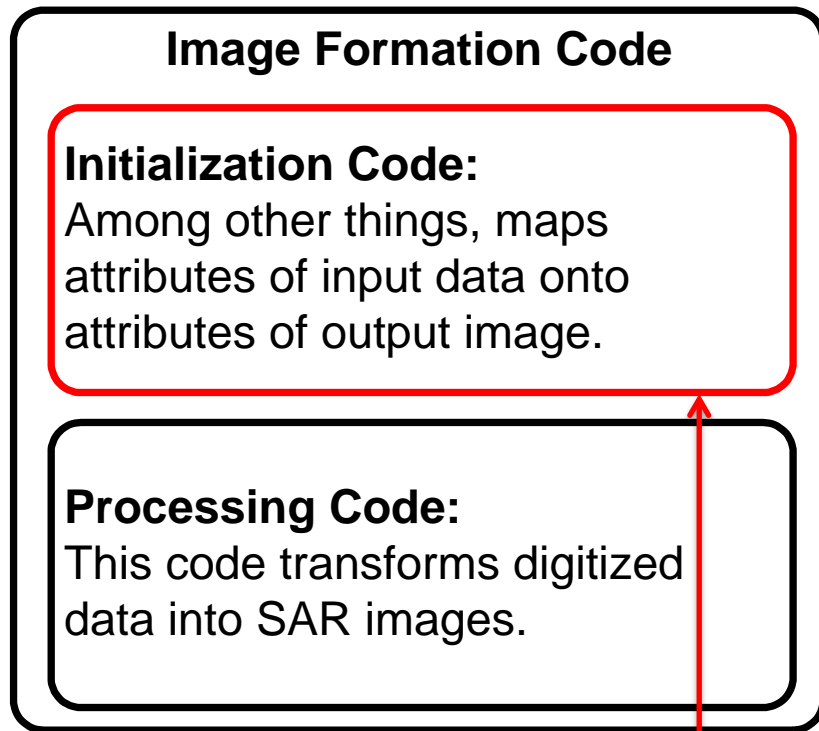 Image Formation Code
Initialization Code:
Among other things, maps
attributes of input data onto
attributes of output image.
Processing Code:
This code transforms digitized
data into SAR images.